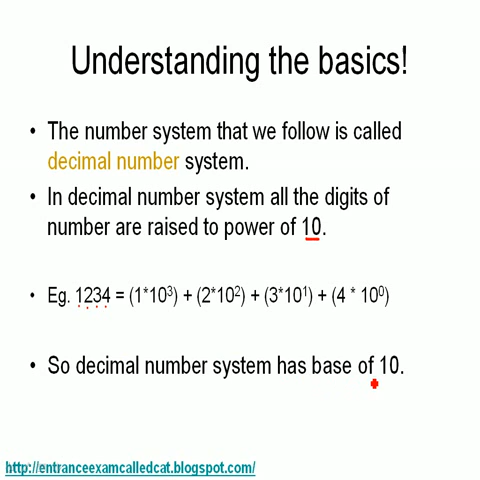 Understanding the basics!
• The number system that we follow is called
decimal number system.
• In decimal number system all the digits of
number are raised to power of 10.
• Eg. 1234 = (1*10³) + (2*10²) + (3*10¹) + (4 * 10⁰)
• So decimal number system has base of 10.
http://entranceexamcalledcat.blogspot.com/